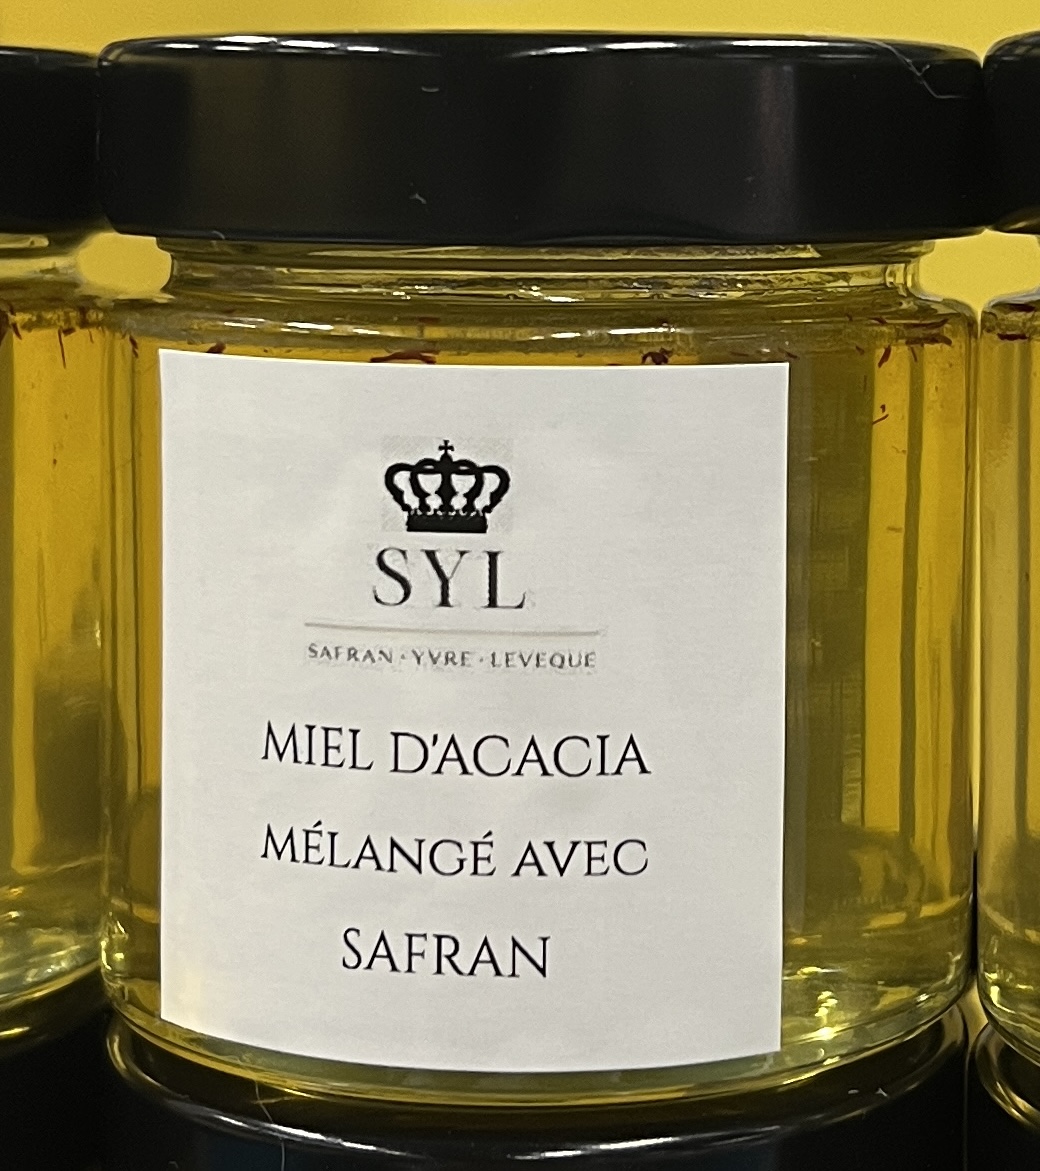 SYL
SAFRAN · YVRE · LEVEQUE
MIEL D'ACACIA
MÉLANGÉ AVEC
SAFRAN